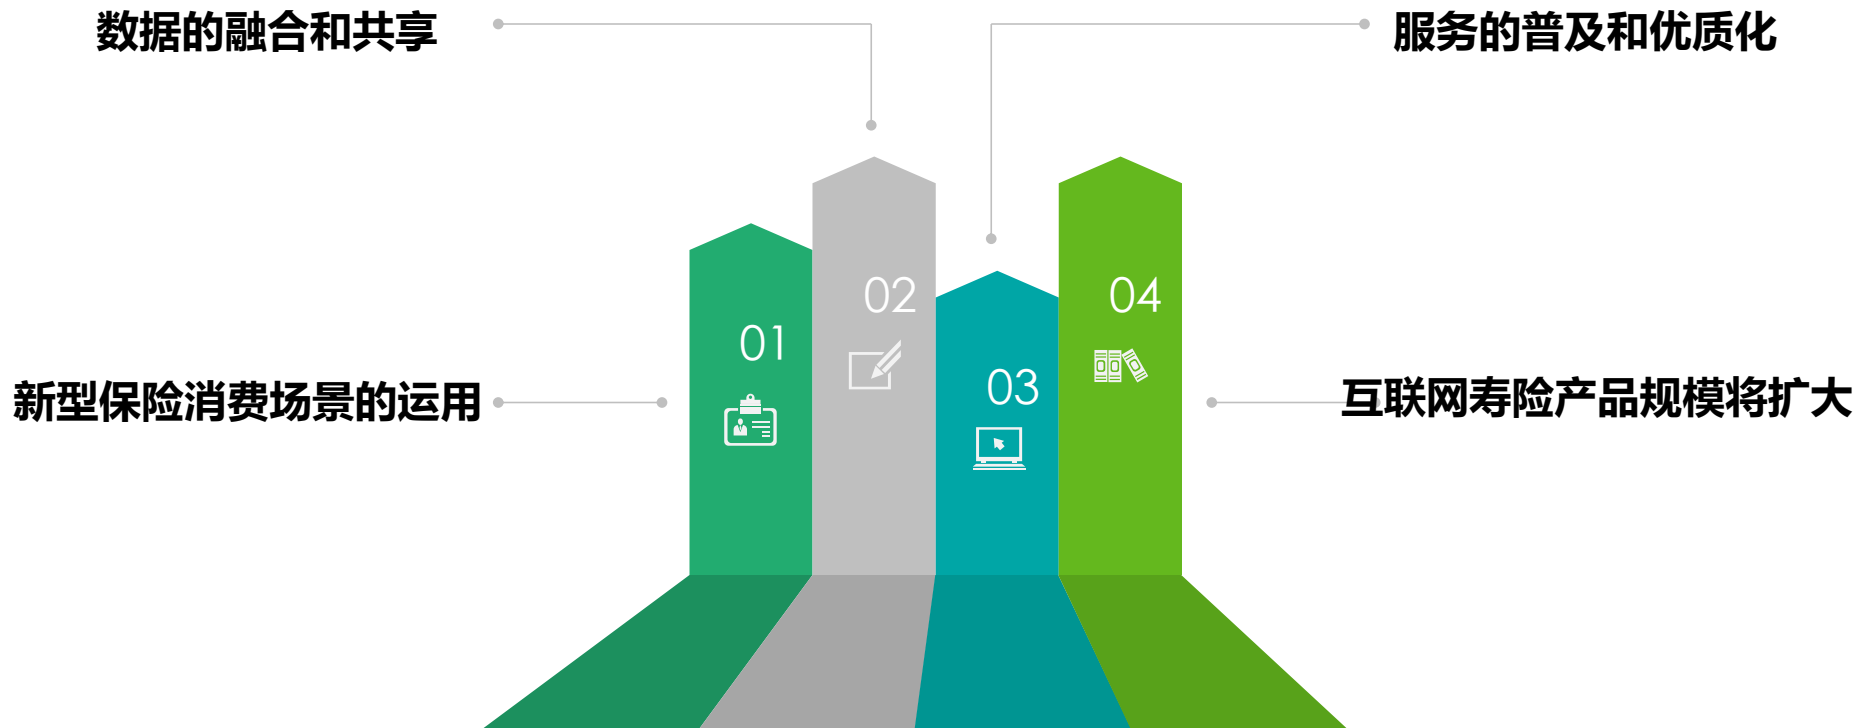 数据的融合和共享
服务的普及和优质化
02
04
01
03
新型保险消费场景的运用
互联网寿险产品规模将扩大